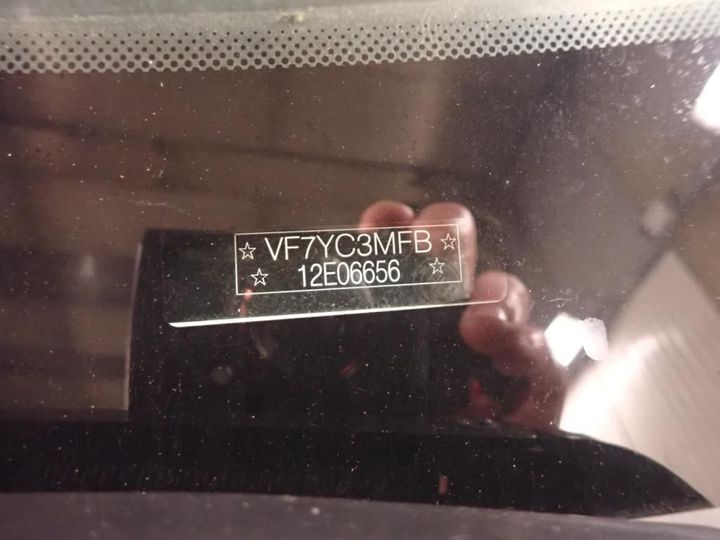 ☆ VF7YC3MFB ☆
☆ 12E06656 ☆